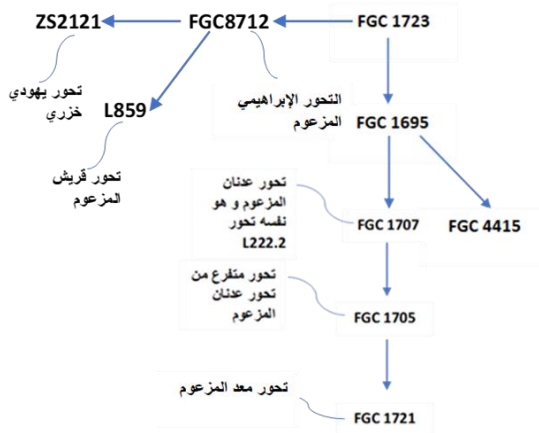 ZS2121
FGC8712
FGC 1723
تحور يهودي
خزري
L859
التحور الإبراهيمي
المزعوم
FGC 1695
تحور قريش
المزعوم
تحور عدنان
المزعوم و هو
نفسه تحور
L222.2
FGC 1707
FGC 4415
تحور متفرع من
تحور عدنان
المزعوم
FGC 1705
تحور معد المزعوم
FGC 1721